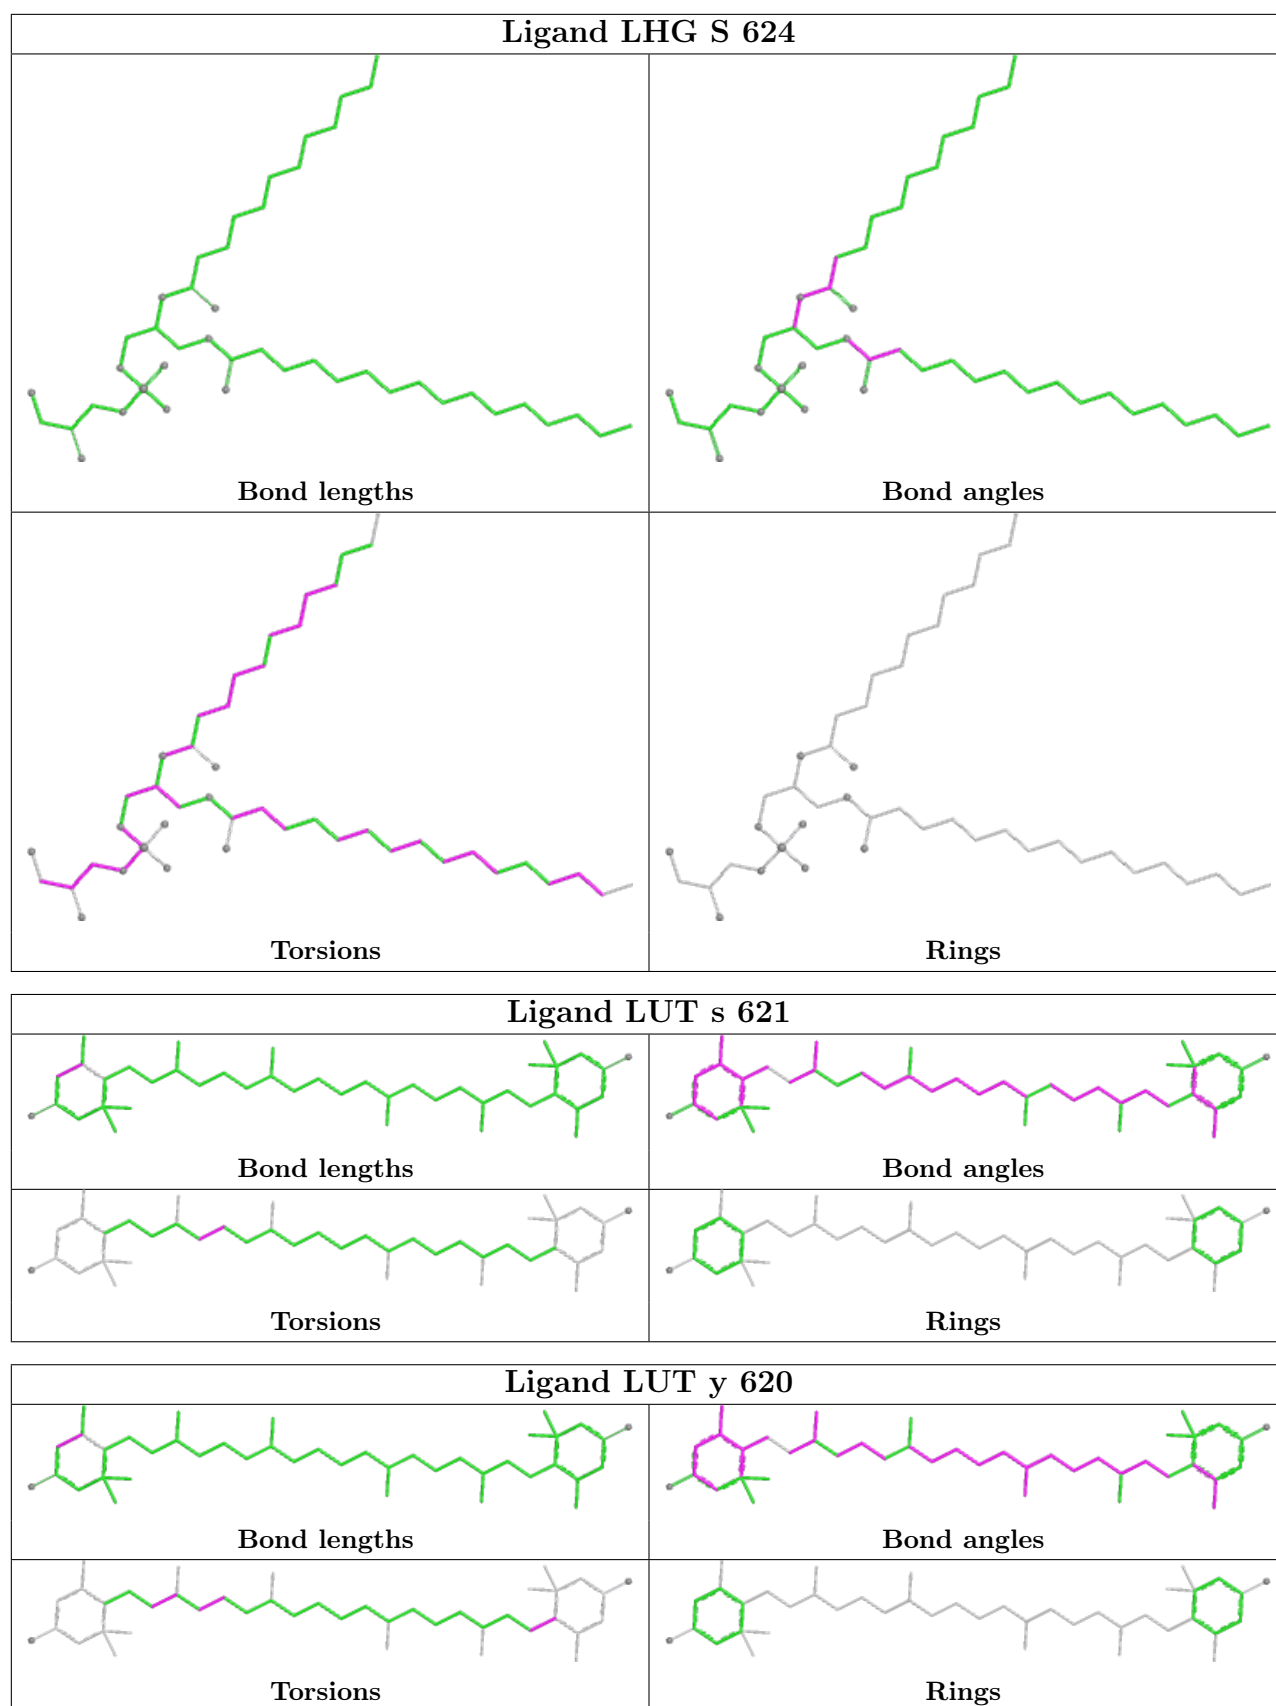 Ligand LHG S 624
Bond lengths
Bond angles
Torsions
Rings
Ligand LUT s 621
Bond lengths
Bond angles
Torsions
Rings
Ligand LUT y 620
Bond lengths
Bond angles
Torsions
Rings